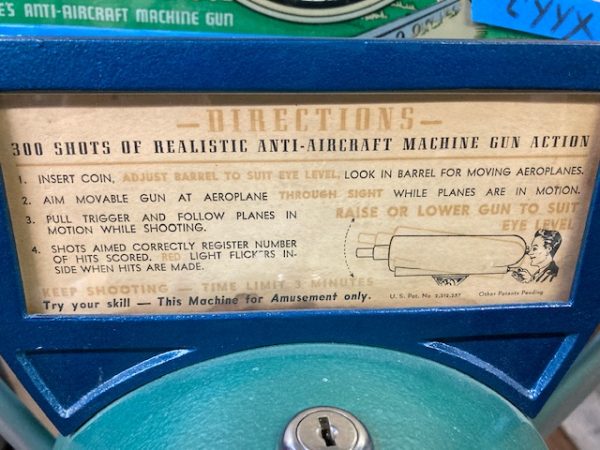 E'S ANTI-AIRCRAFT MACHINE GUN
—DIRECTIONS—
300 SHOTS OF REALISTIC ANTI-AIRCRAFT MACHINE GUN ACTION
1. INSERT COIN, ADJUST BARREL TO SUIT EYE LEVEL, LOOK IN BARREL FOR MOVING AEROPLANES.
2. AIM MOVABLE GUN AT AEROPLANE THROUGH SIGHT WHILE PLANES ARE IN MOTION.
3. PULL TRIGGER AND FOLLOW PLANES IN
MOTION WHILE SHOOTING.
4. SHOTS AIMED CORRECTLY REGISTER NUMBER
OF HITS SCORED. RED LIGHT FLICKERS IN-
SIDE WHEN HITS ARE MADE.
RAISE OR LOWER GUN TO SUIT
EYE LEVEL
KEEP SHOOTING — TIME LIMIT 3 MINUTES
Try your skill — This Machine for Amusement only.
U. S. Pat. No. 2,312,257 Other Patents Pending